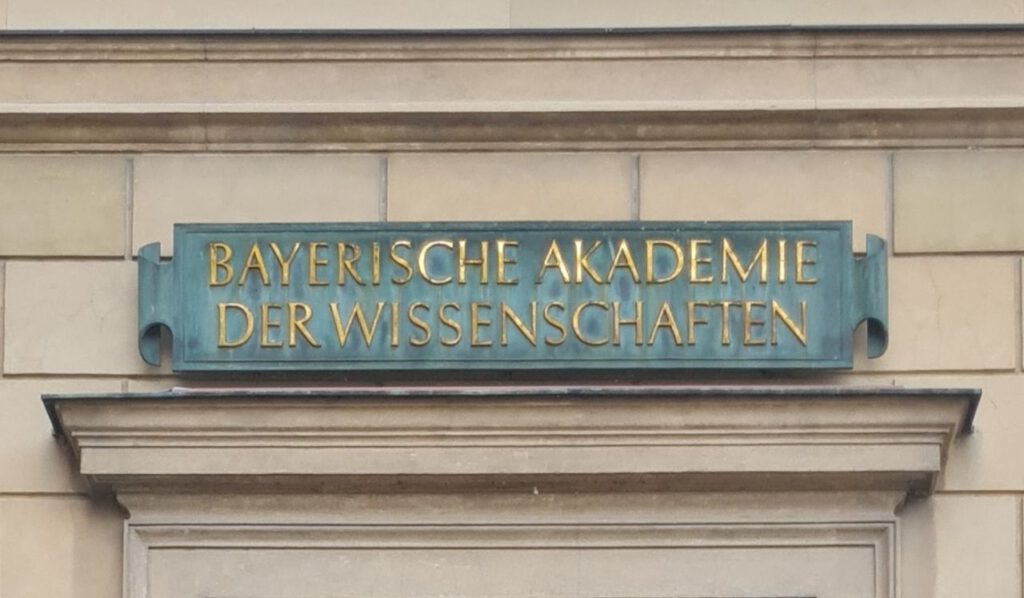 BAYERISCHE AKADEMIE
DER WISSENSCHAFTEN